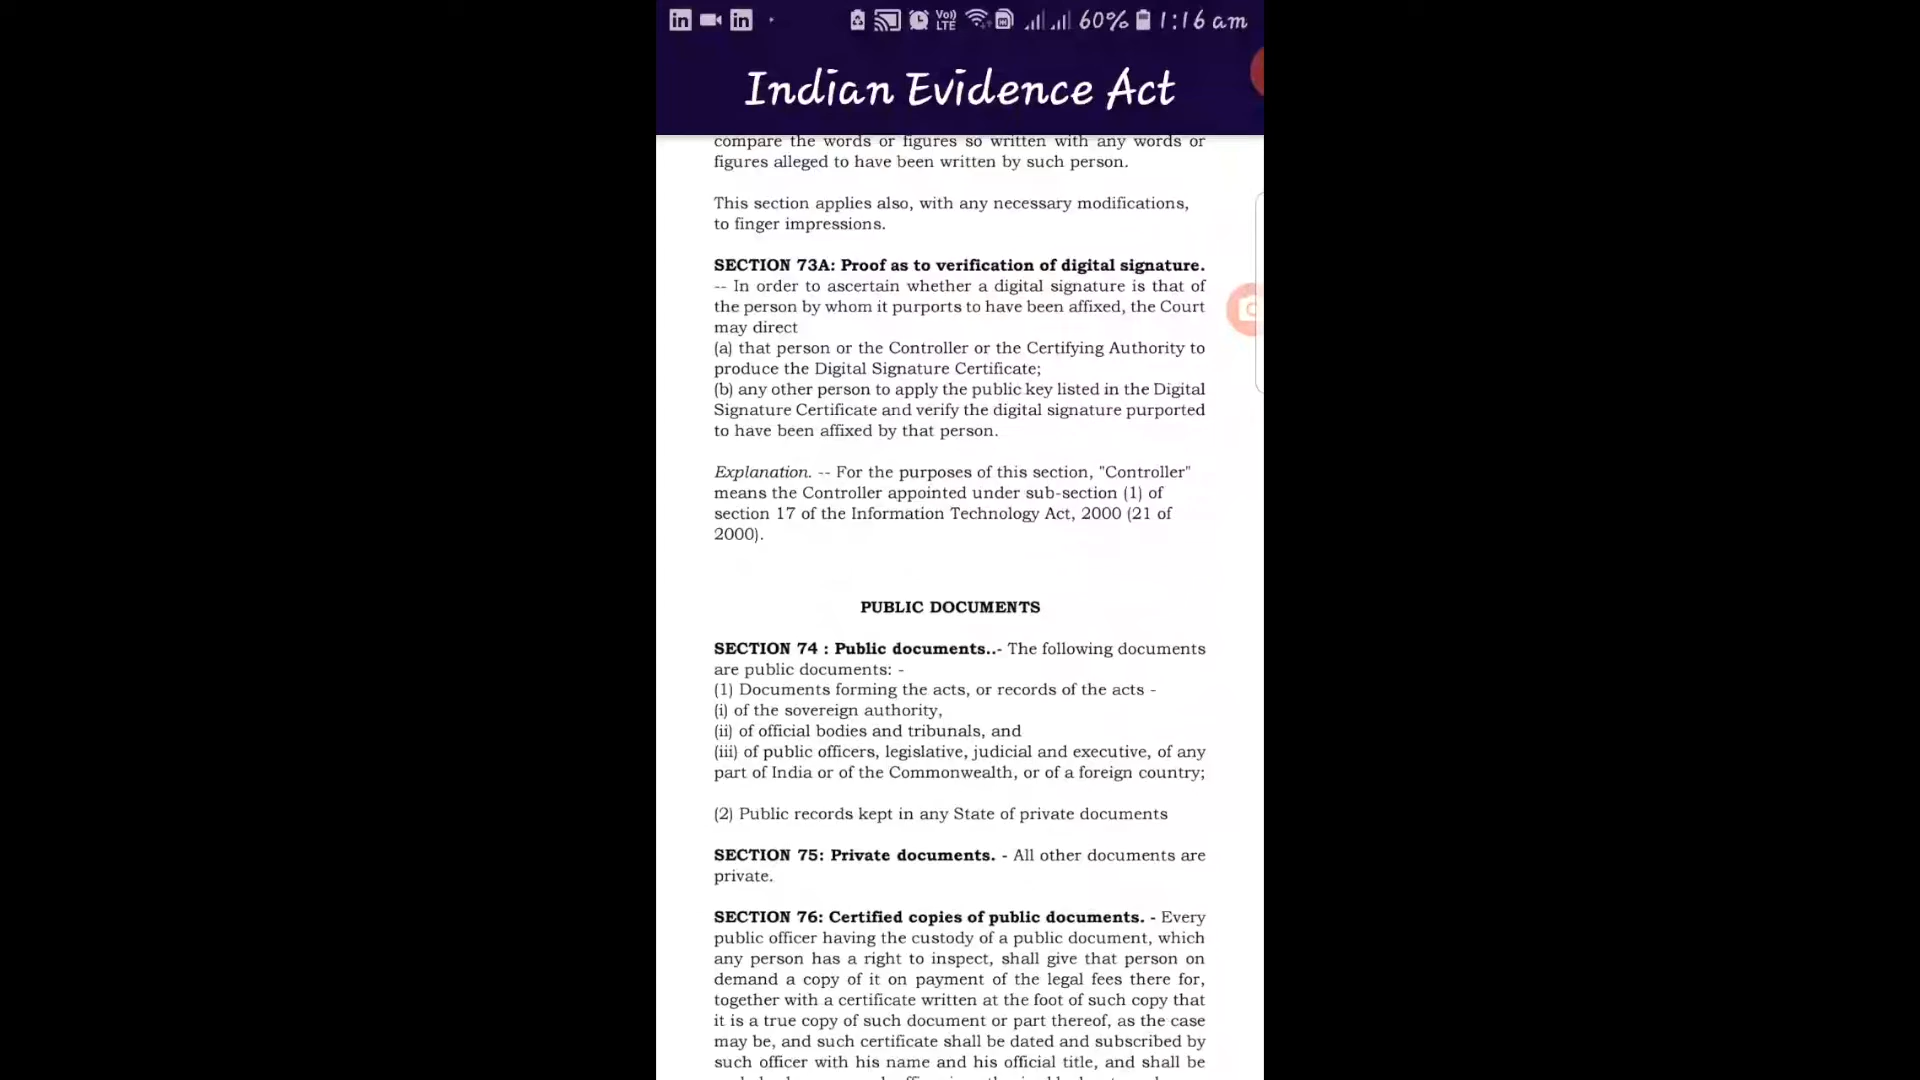 in in 60% 1:16 am
Indian Evidence Act
compare the words or figures so written with any words or
figures alleged to have been written by such person.
This section applies also, with any necessary modifications,
to finger impressions.
SECTION 73A: Proof as to verification of digital signature.
-- In order to ascertain whether a digital signature is that of
the person by whom it purports to have been affixed, the Court
may direct
(a) that person or the Controller or the Certifying Authority to
produce the Digital Signature Certificate;
(b) any other person to apply the public key listed in the Digital
Signature Certificate and verify the digital signature purported
to have been affixed by that person.
Explanation. -- For the purposes of this section, "Controller"
means the Controller appointed under sub-section (1) of
section 17 of the Information Technology Act, 2000 (21 of
2000).
PUBLIC DOCUMENTS
SECTION 74 : Public documents..- The following documents
are public documents: -
(1) Documents forming the acts, or records of the acts -
(i) of the sovereign authority,
(ii) of official bodies and tribunals, and
(iii) of public officers, legislative, judicial and executive, of any
part of India or of the Commonwealth, or of a foreign country;
(2) Public records kept in any State of private documents
SECTION 75: Private documents. - All other documents are
private.
SECTION 76: Certified copies of public documents. - Every
public officer having the custody of a public document, which
any person has a right to inspect, shall give that person on
demand a copy of it on payment of the legal fees there for,
together with a certificate written at the foot of such copy that
it is a true copy of such document or part thereof, as the case
may be, and such certificate shall be dated and subscribed by
such officer with his name and his official title, and shall be